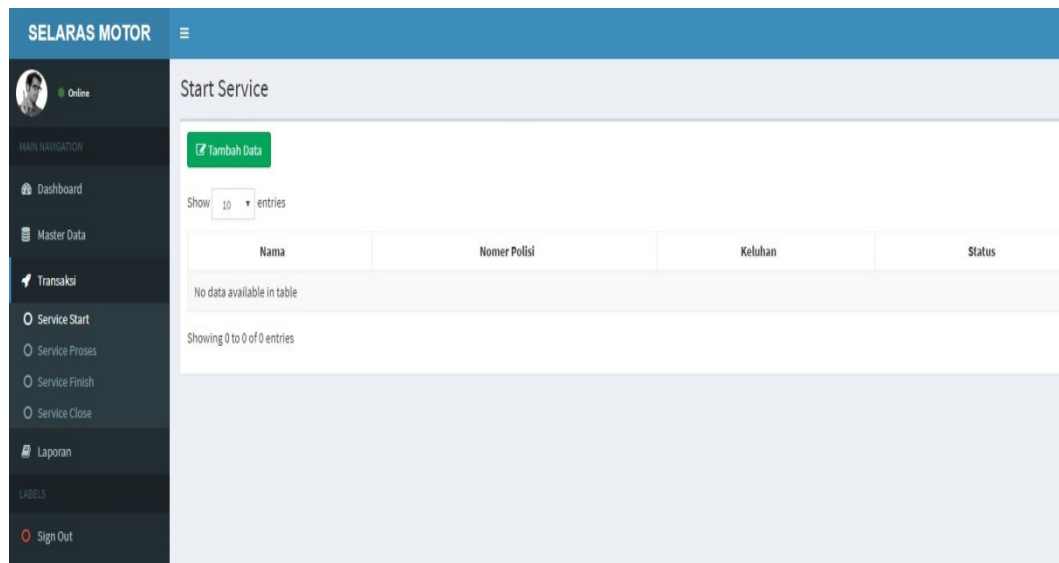 SELARAS MOTOR
Online
MAIN NAVIGATION
Dashboard
Master Data
Transaksi
Service Start
Service Proses
Service Finish
Service Close
Laporan
LABELS
Sign Out
Start Service
Tambah Data
Show 10 entries
Nama Nomer Polisi Keluhan Status
No data available in table
Showing 0 to 0 of 0 entries